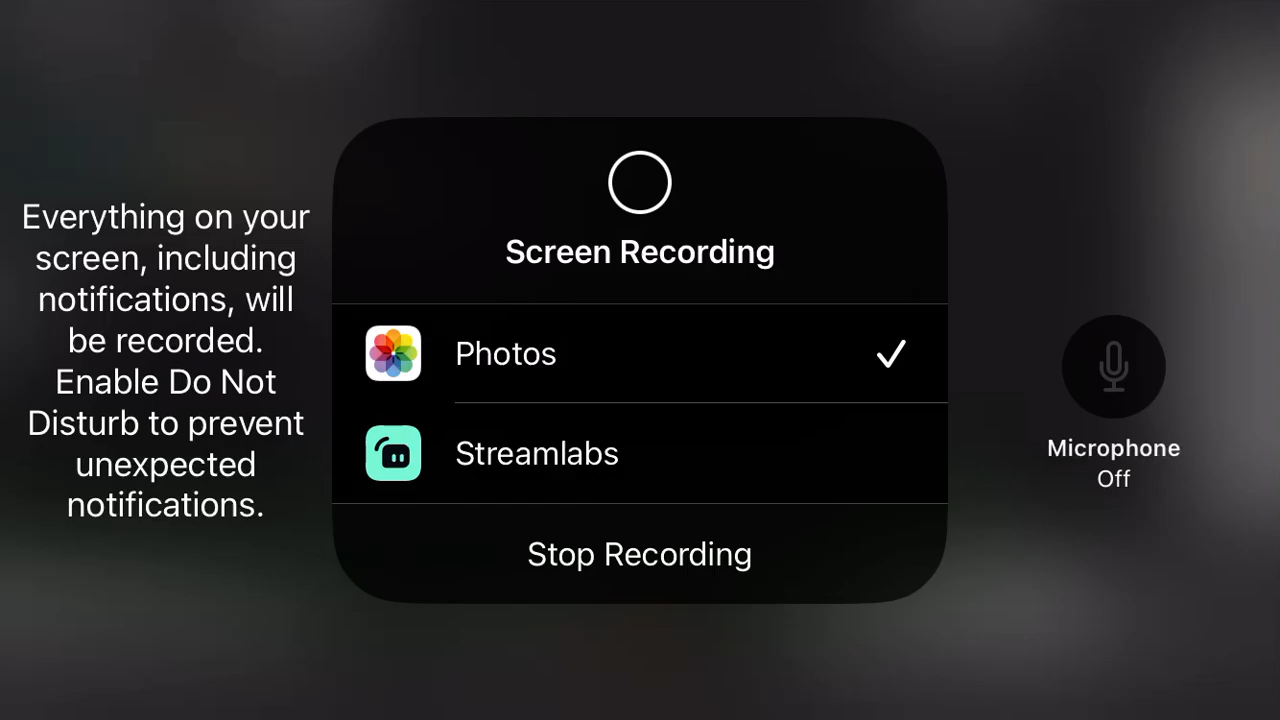 Everything on your
screen, including
notifications, will
be recorded.
Enable Do Not
Disturb to prevent
unexpected
notifications.
Screen Recording
Photos
Streamlabs
Stop Recording
Microphone
Off